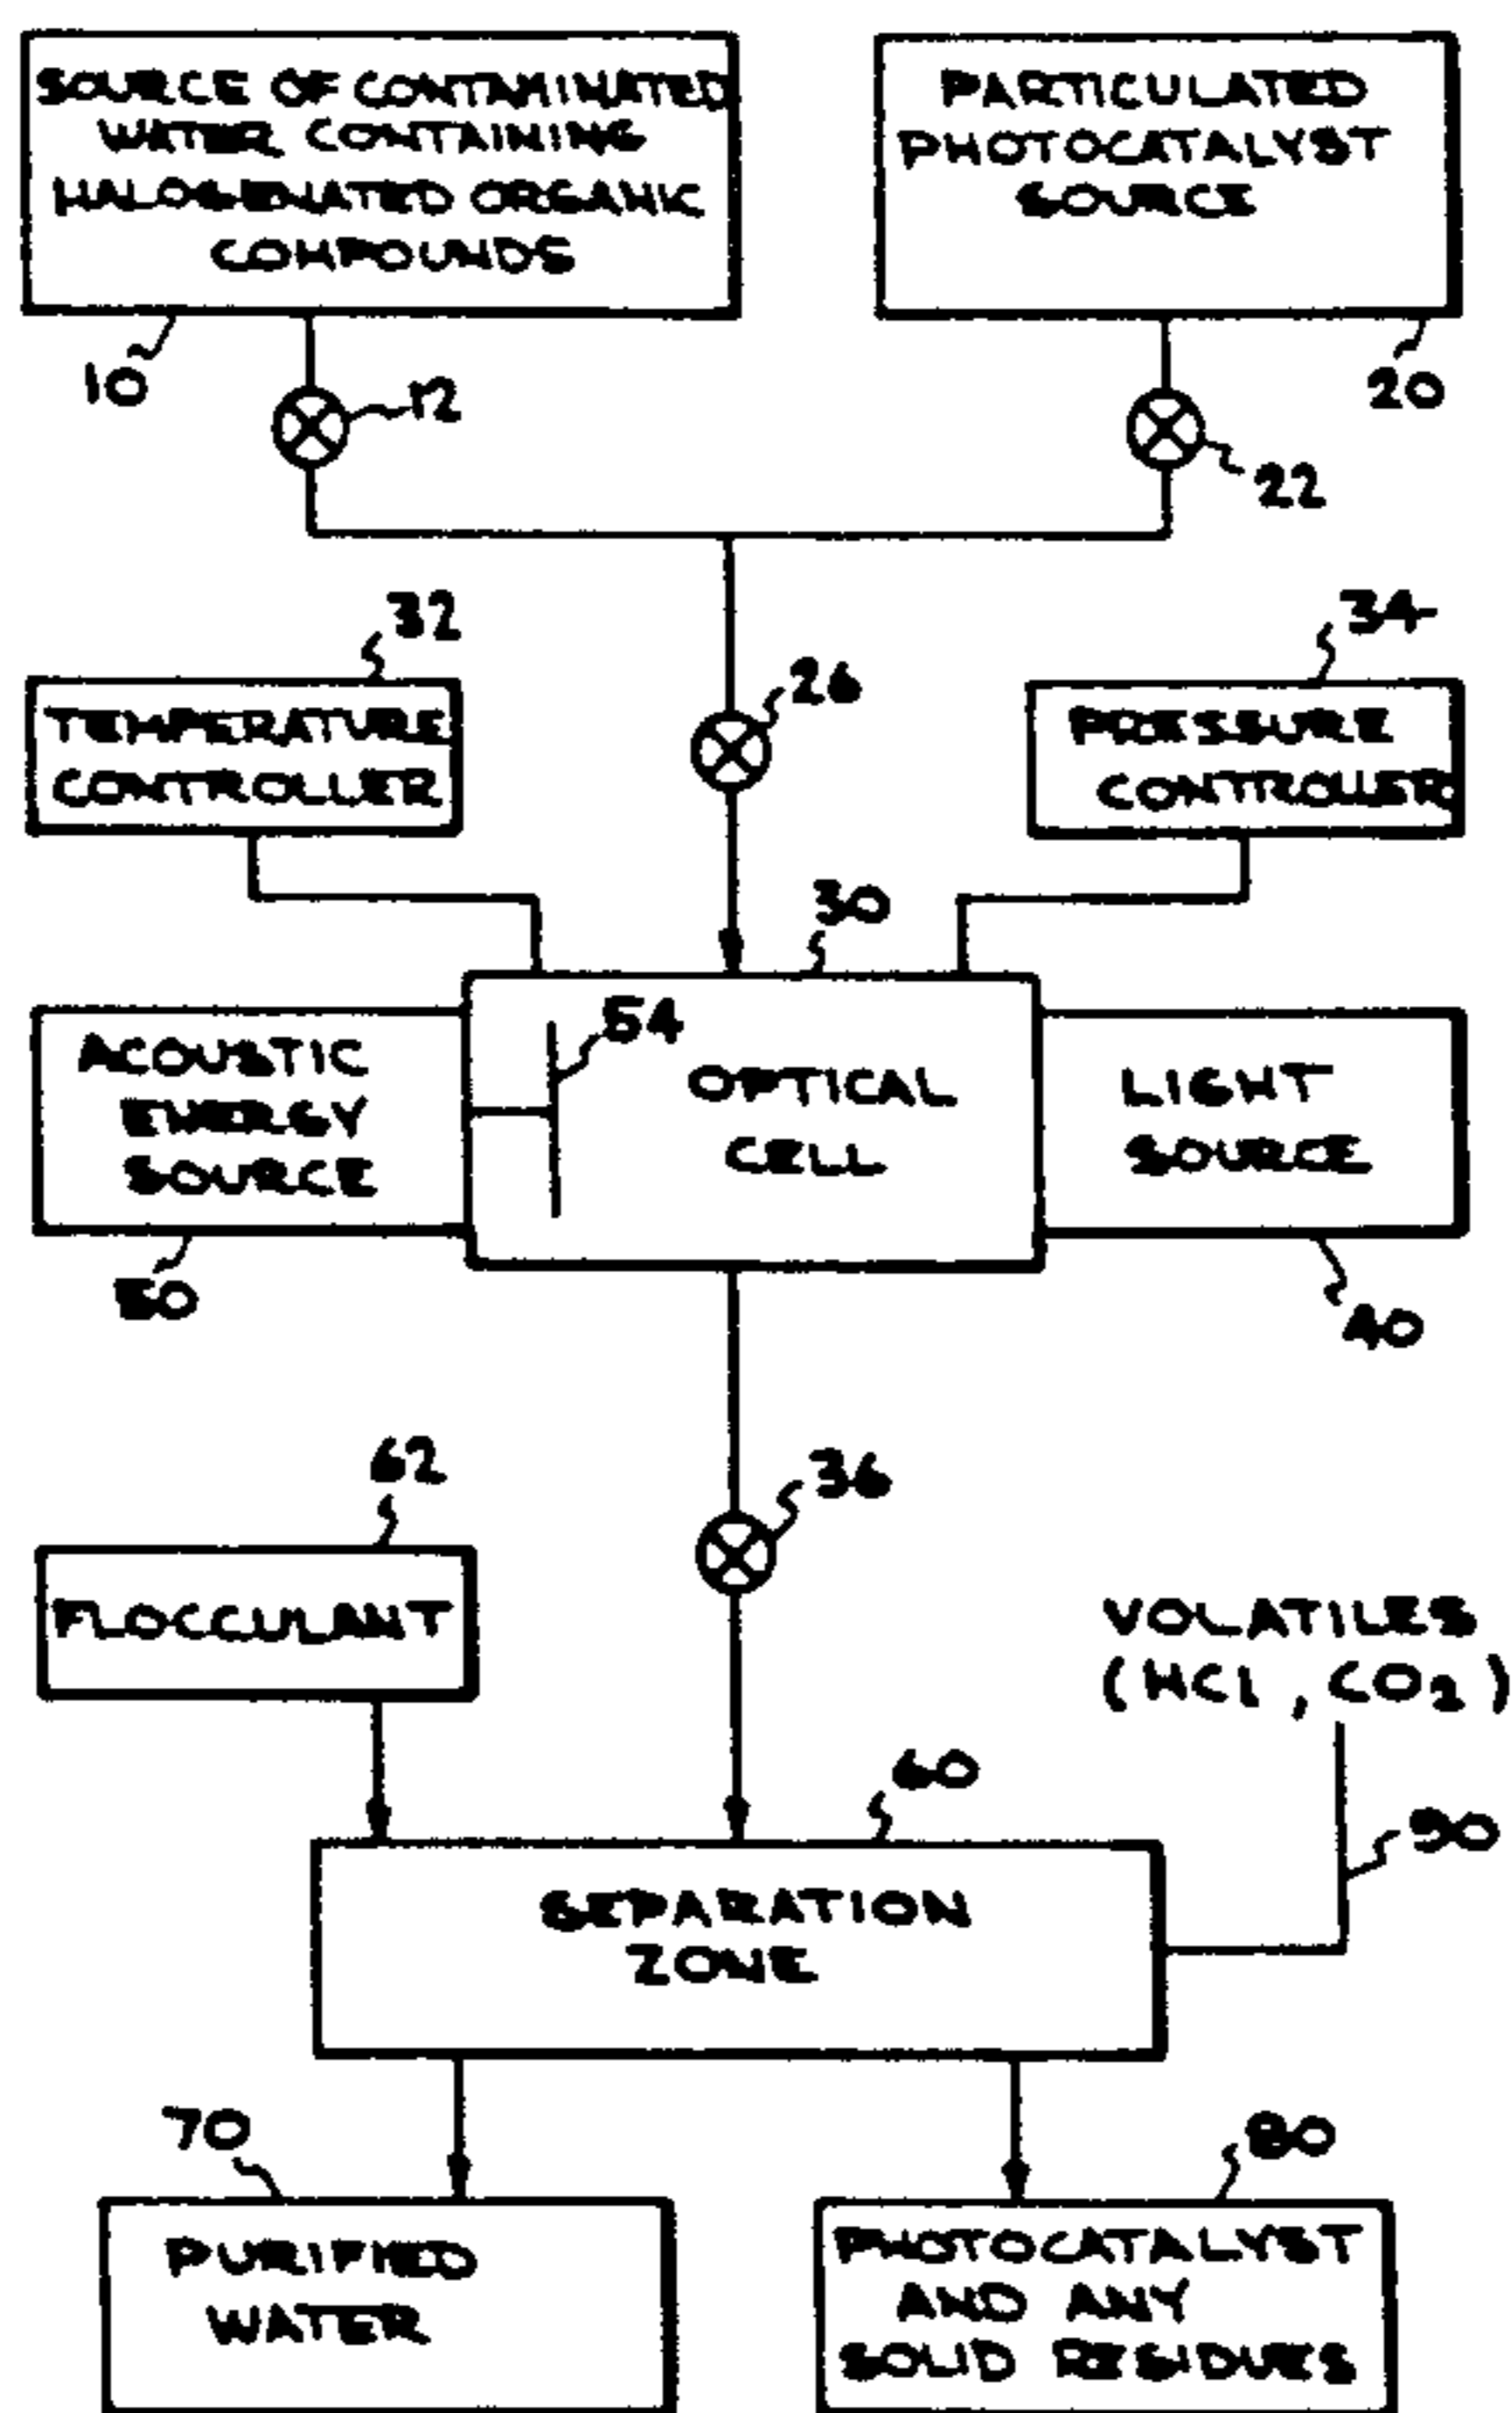 SOURCE OF CONTAMINATED
WATER CONTAINING
HALOGENATED ORGANIC
COMPOUNDS
PARTICULATED
PHOTOCATALYST
SOURCE
10
12
20
22
32
34
26
TEMPERATURE
CONTROLLER
PRESSURE
CONTROLLER
30
54
ACOUSTIC
ENERGY
SOURCE
OPTICAL
CELL
LIGHT
SOURCE
50
40
62
36
FLOCCULANT
VOLATILES
(HCl, CO₂)
60
90
SEPARATION
ZONE
70
80
PURIFIED
WATER
PHOTOCATALYST
AND ANY
SOLID RESIDUES